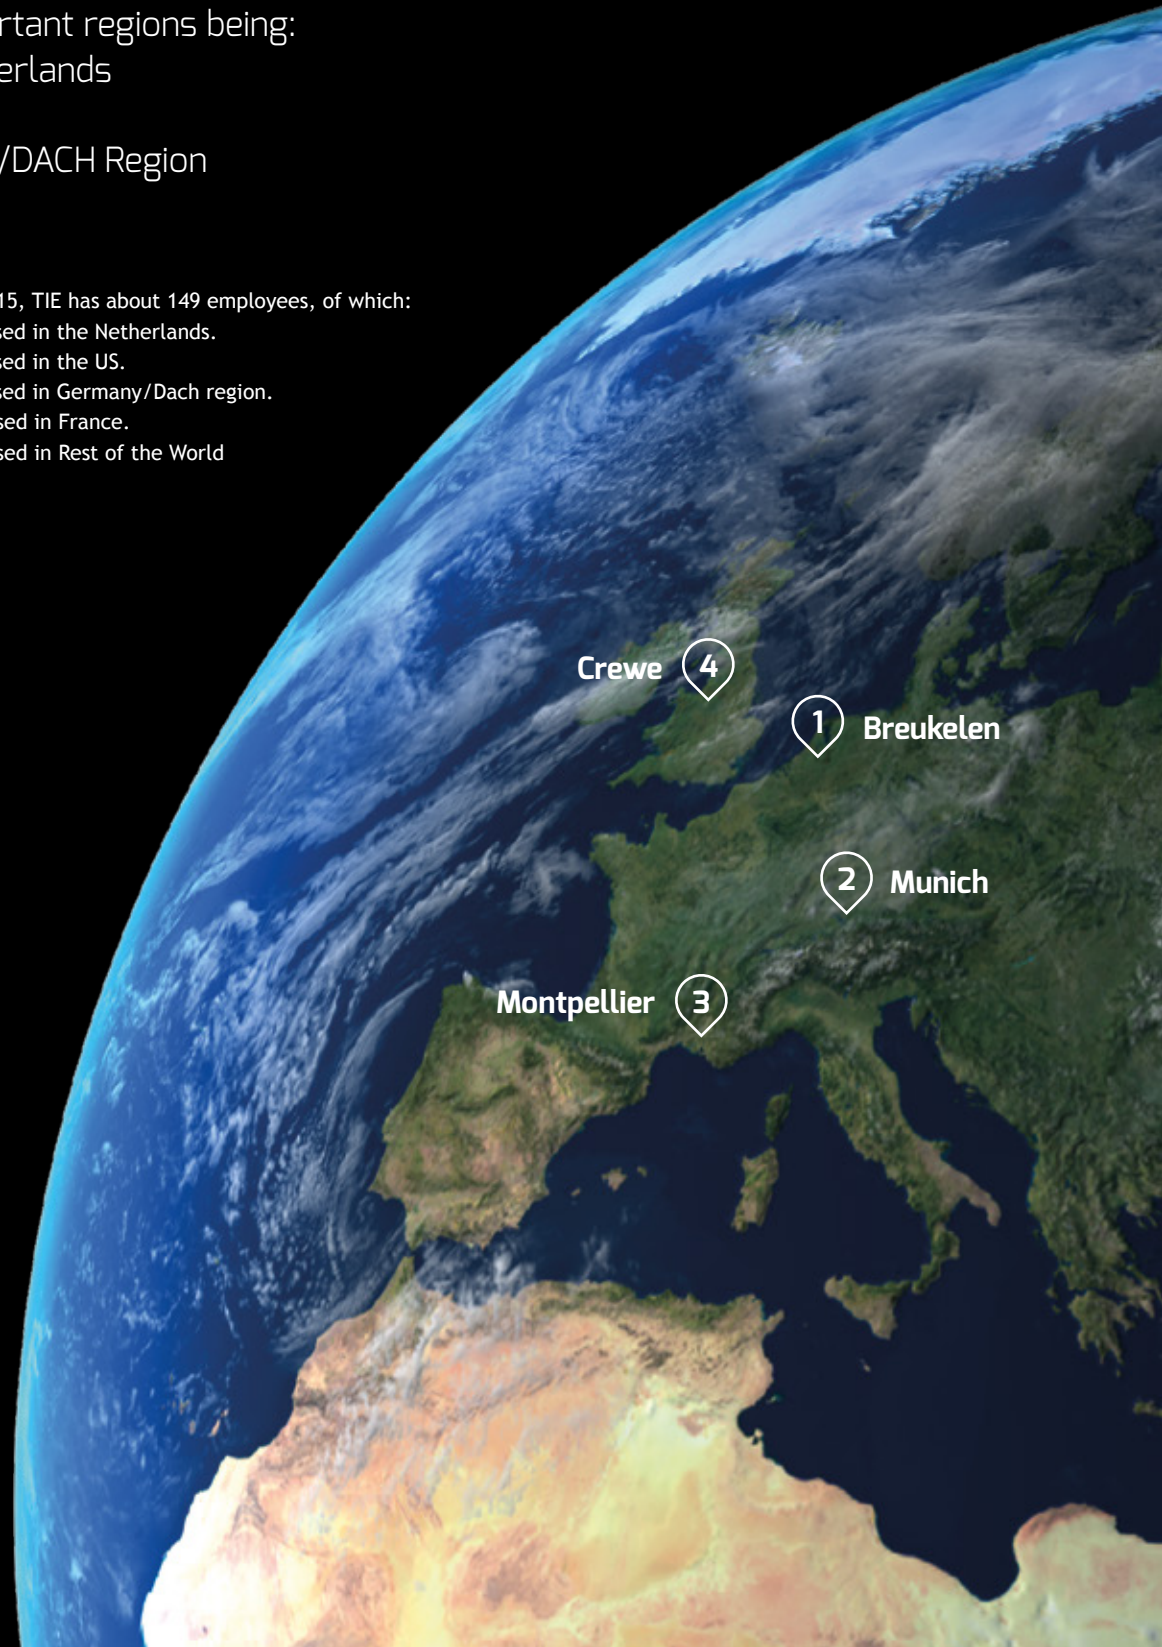 rtant regions being:
erlands
/DACH Region
15, TIE has about 149 employees, of which:
sed in the Netherlands.
sed in the US.
sed in Germany/Dach region.
sed in France.
sed in Rest of the World
Crewe 4
1 Breukelen
2 Munich
Montpellier 3